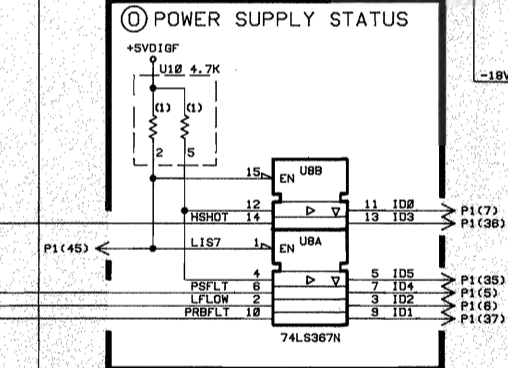 0 POWER SUPPLY STATUS
+5VDIGF
U10 4.7K
-18V
(1) (1)
2 5
15 EN U8B
12 11 ID0 P1(7)
HSHOT 14 13 ID3 P1(36)
P1(45) LIS7 1 EN U8A
4 5 ID5 P1(35)
PSFLT 6 7 ID4 P1(5)
LFLOW 2 3 ID2 P1(6)
PRBFLT 10 9 ID1 P1(37)
74LS367N